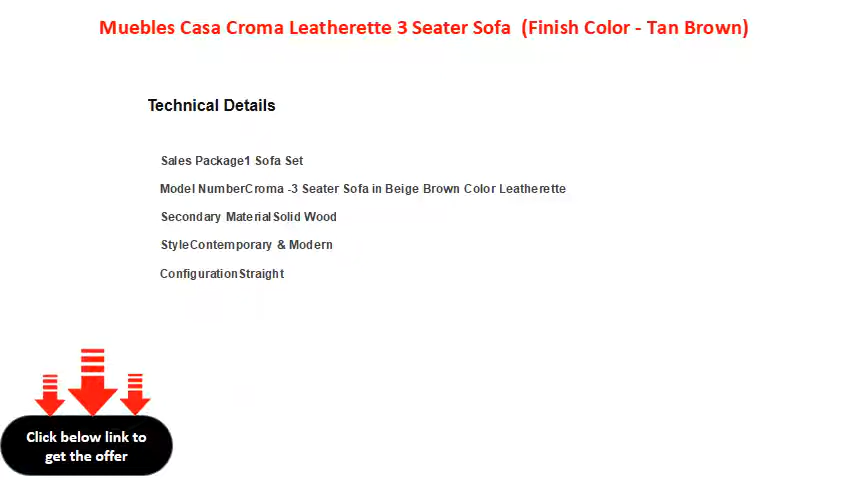 Muebles Casa Croma Leatherette 3 Seater Sofa (Finish Color - Tan Brown)
Technical Details
Sales Package1 Sofa Set
Model NumberCroma -3 Seater Sofa in Beige Brown Color Leatherette
Secondary MaterialSolid Wood
StyleContemporary & Modern
ConfigurationStraight
Click below link to
get the offer